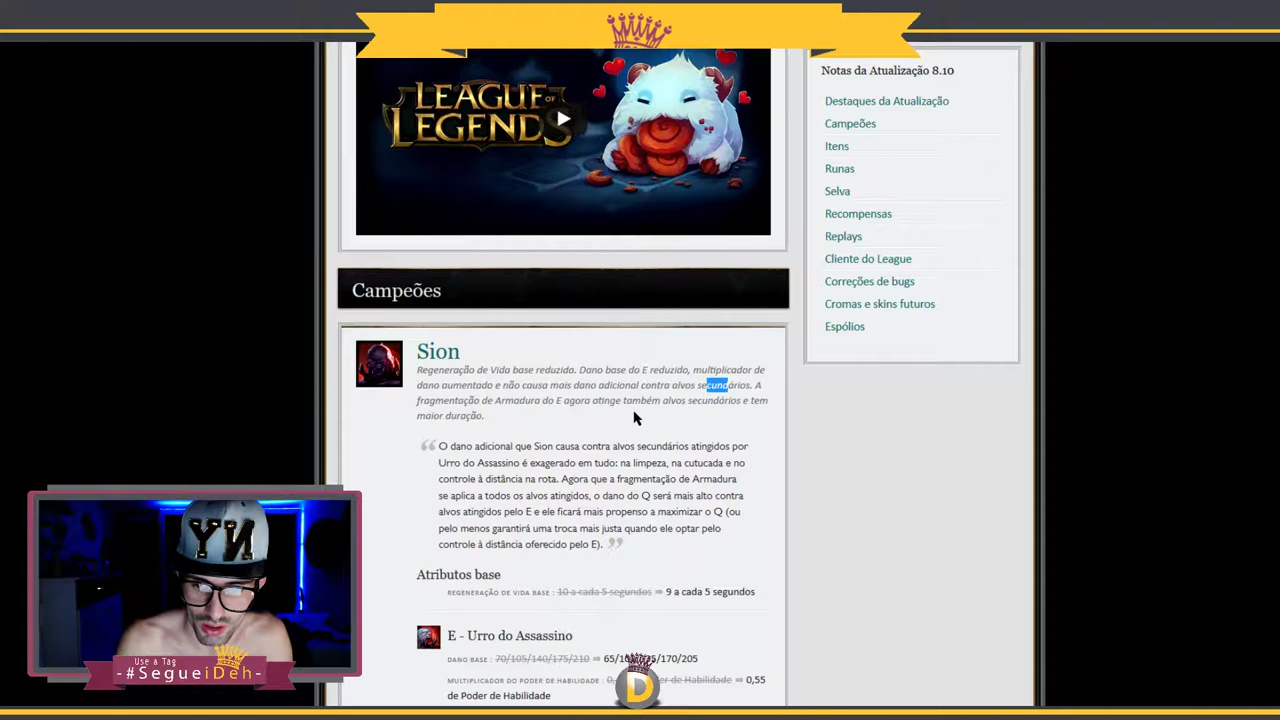 LEAGUE OF
LEGENDS
Notas da Atualização 8.10
Destaques da Atualização
Campeões
Itens
Runas
Selva
Recompensas
Replays
Cliente do League
Correções de bugs
Cromas e skins futuros
Espólios
Campeões
Sion
Regeneração de Vida base reduzida. Dano base do E reduzido, multiplicador de
dano aumentado e não causa mais dano adicional contra alvos secundários. A
fragmentação de Armadura do E agora atinge também alvos secundários e tem
maior duração.
O dano adicional que Sion causa contra alvos secundários atingidos por
Urro do Assassino é exagerado em tudo: na limpeza, na cutucada e no
controle à distância na rota. Agora que a fragmentação de Armadura
se aplica a todos os alvos atingidos, o dano do Q será mais alto contra
alvos atingidos pelo E e ele ficará mais propenso a maximizar o Q (ou
pelo menos garantirá uma troca mais justa quando ele optar pelo
controle à distância oferecido pelo E).
Atributos base
REGENERAÇÃO DE VIDA BASE : 10 a cada 5 segundos ⇒ 9 a cada 5 segundos
E - Urro do Assassino
DANO BASE : 70/105/140/175/210 ⇒ 65/ /170/205
MULTIPLICADOR DO PODER DE HABILIDADE : de Habilidade ⇒ 0,55
de Poder de Habilidade
YN
Use a Tag
-#SegueiDeh-
D